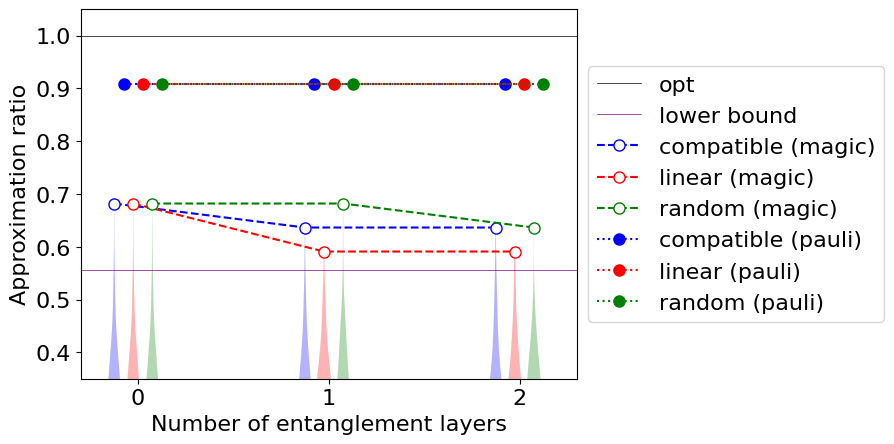 1.0
0.9
0.8
0.7
0.6
0.5
0.4
Approximation ratio
0 1 2
Number of entanglement layers
opt
lower bound
compatible (magic)
linear (magic)
random (magic)
compatible (pauli)
linear (pauli)
random (pauli)